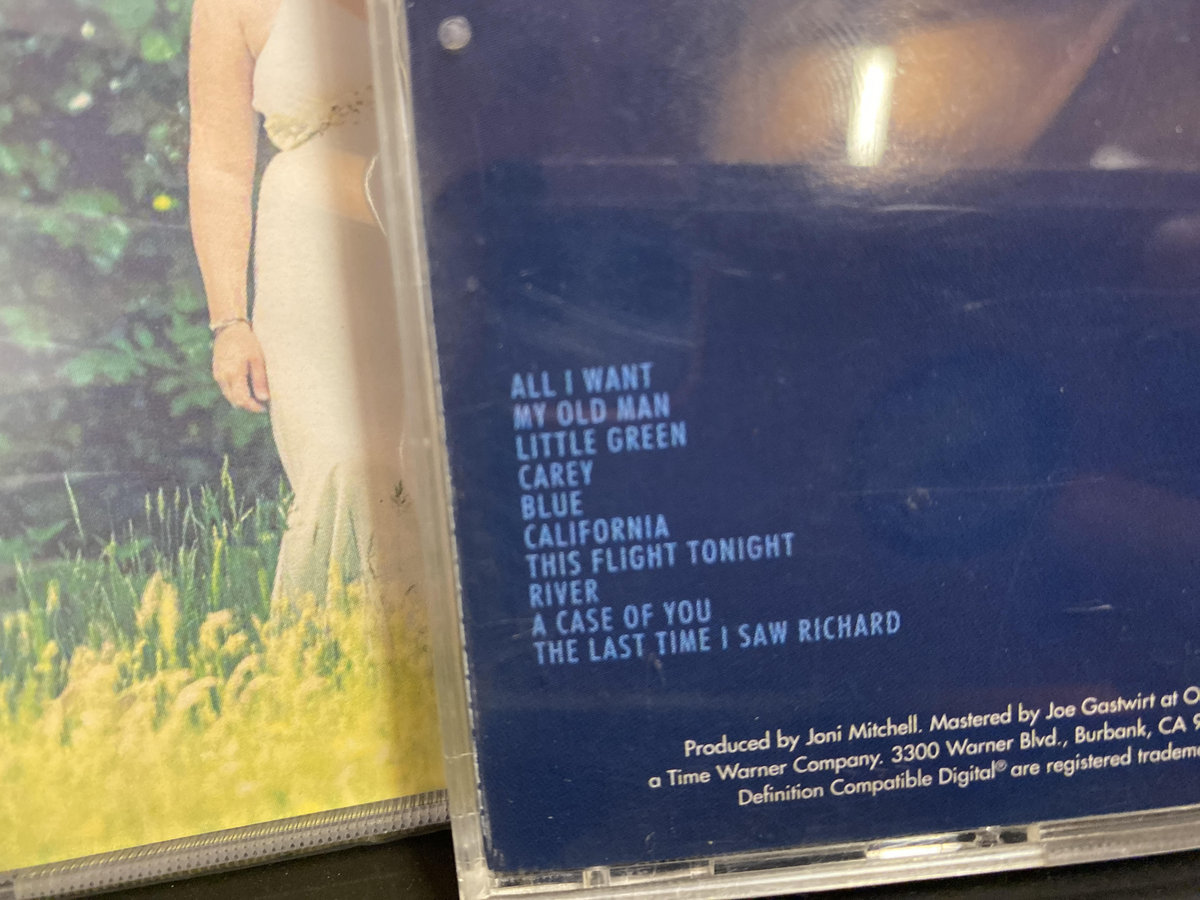 ALL I WANT
MY OLD MAN
LITTLE GREEN
CAREY
BLUE
CALIFORNIA
THIS FLIGHT TONIGHT
RIVER
A CASE OF YOU
THE LAST TIME I SAW RICHARD
Produced by Joni Mitchell. Mastered by Joe Gastwirt at
a Time Warner Company. 3300 Warner Blvd., Burbank, CA
Definition Compatible Digital® are registered